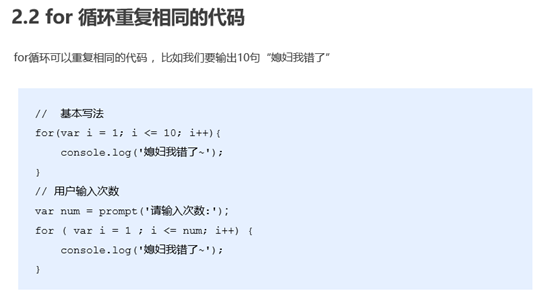 2.2 for 循环重复相同的代码
for循环可以重复相同的代码 ，比如我们要输出10句“媳妇我错了”
//  基本写法
for(var i = 1; i <= 10; i++){
    console.log('媳妇我错了~');
}
// 用户输入次数
var num = prompt('请输入次数:');
for ( var i = 1 ; i <= num; i++) {
    console.log('媳妇我错了~');
}